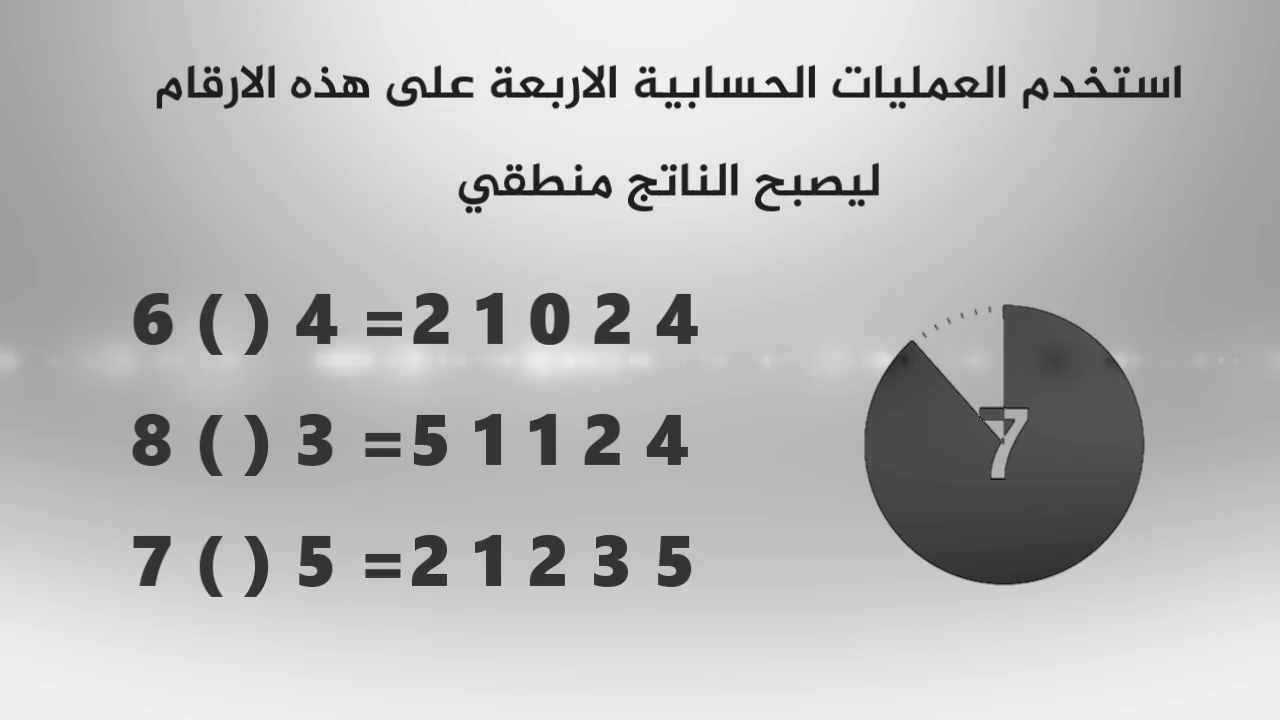 استخدم العمليات الحسابية الاربعة على هذه الارقام
ليصبح الناتج منطقي
6 ( ) 4 =2 1 0 2 4
8 ( ) 3 =5 1 1 2 4
7 ( ) 5 =2 1 2 3 5
7